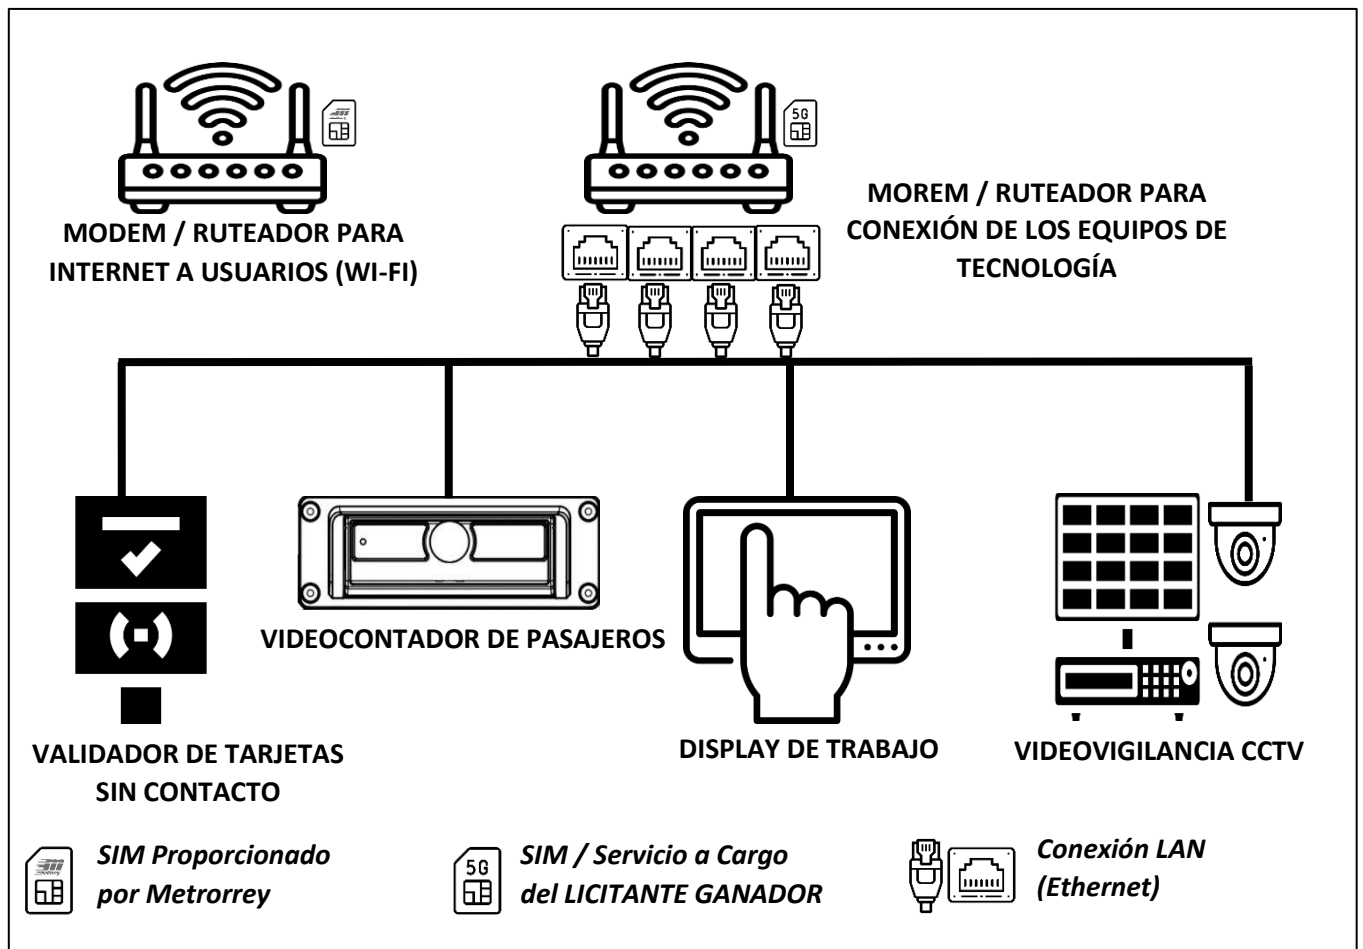 5G
MODEM / RUTEADOR PARA
INTERNET A USUARIOS (WI-FI)
MOREM / RUTEADOR PARA
CONEXIÓN DE LOS EQUIPOS DE
TECNOLOGÍA
VIDEOCONTADOR DE PASAJEROS
VALIDADOR DE TARJETAS
SIN CONTACTO
DISPLAY DE TRABAJO
VIDEOVIGILANCIA CCTV
SIM Proporcionado
por Metrorrey
5G
SIM / Servicio a Cargo
del LICITANTE GANADOR
Conexión LAN
(Ethernet)